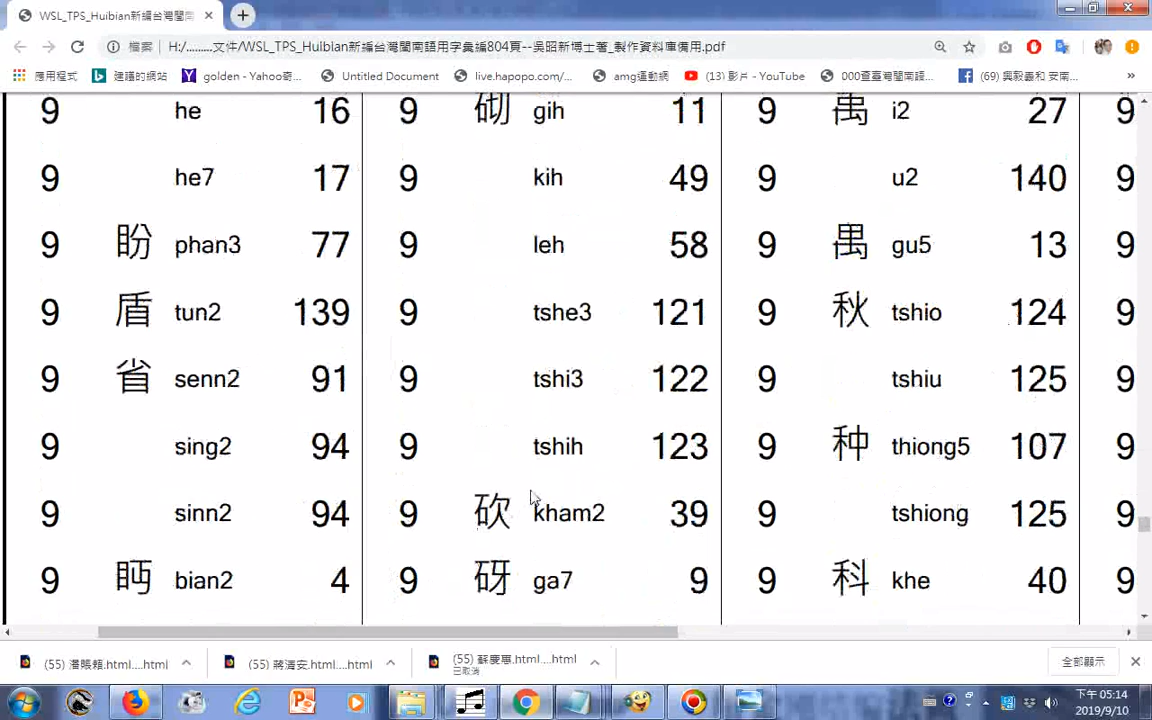 WSL_TPS_Huibian新編台灣閩南
檔案 H:/........文件/WSL_TPS_HuIbIan新編台灣閩南語用字彙編804頁--吳昭新博士著_製作資料庫備用.pdf
應用程式 建議的網站 golden - Yahoo奇... Untitled Document live.hapopo.com/... amg運動網 (13) 影片 - YouTube 000查臺灣閩南語... (69) 興毅義和 安南...
9 he 16 9 砌 gih 11 9 禹 i2 27 9
9 he7 17 9 kih 49 9 u2 140 9
9 盼 phan3 77 9 leh 58 9 禺 gu5 13 9
9 盾 tun2 139 9 tshe3 121 9 秋 tshio 124 9
9 省 senn2 91 9 tshi3 122 9 tshiu 125 9
9 sing2 94 9 tshih 123 9 种 thiong5 107 9
9 sinn2 94 9 砍 kham2 39 9 tshiong 125 9
9 眄 bian2 4 9 砑 ga7 9 9 科 khe 40 9
(55) 潘賬賴.html....html (55) 蔣渭安.html....html (55) 蘇慶專.html....html 全部顯示
已取消
下午 05:14
2019/9/10